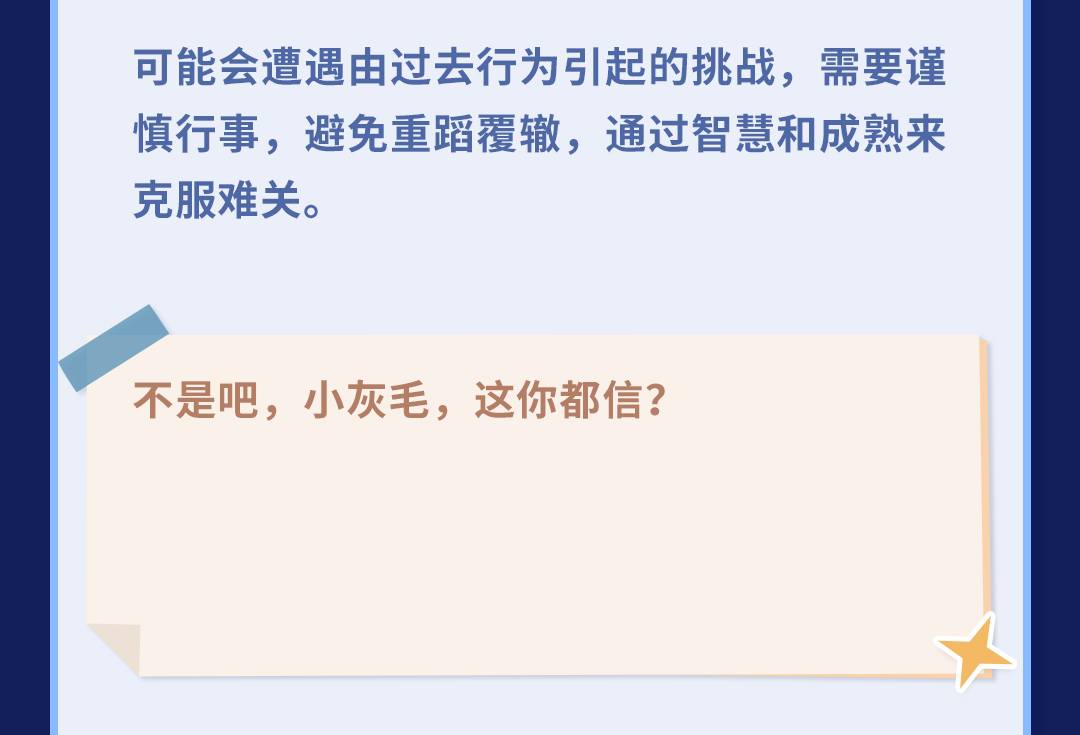 可能会遭遇由过去行为引起的挑战，需要谨
慎行事，避免重蹈覆辙，通过智慧和成熟来
克服难关。
不是吧，小灰毛，这你都信？